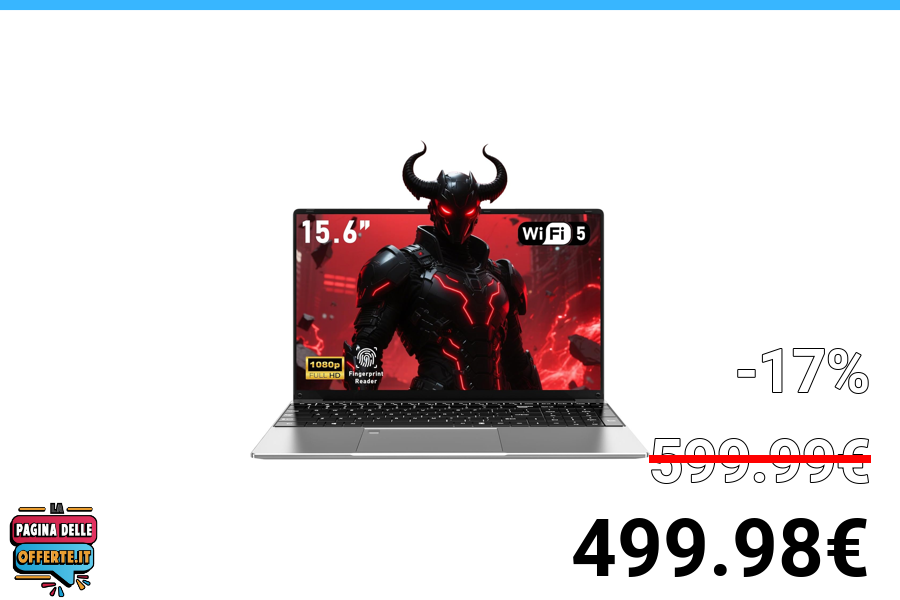 15.6”
WiFi 5
1080p
FULL HD
Fingerprint
Reader
-17%
599.99€
499.98€
LA
PAGINA DELLE
OFFERTE.IT